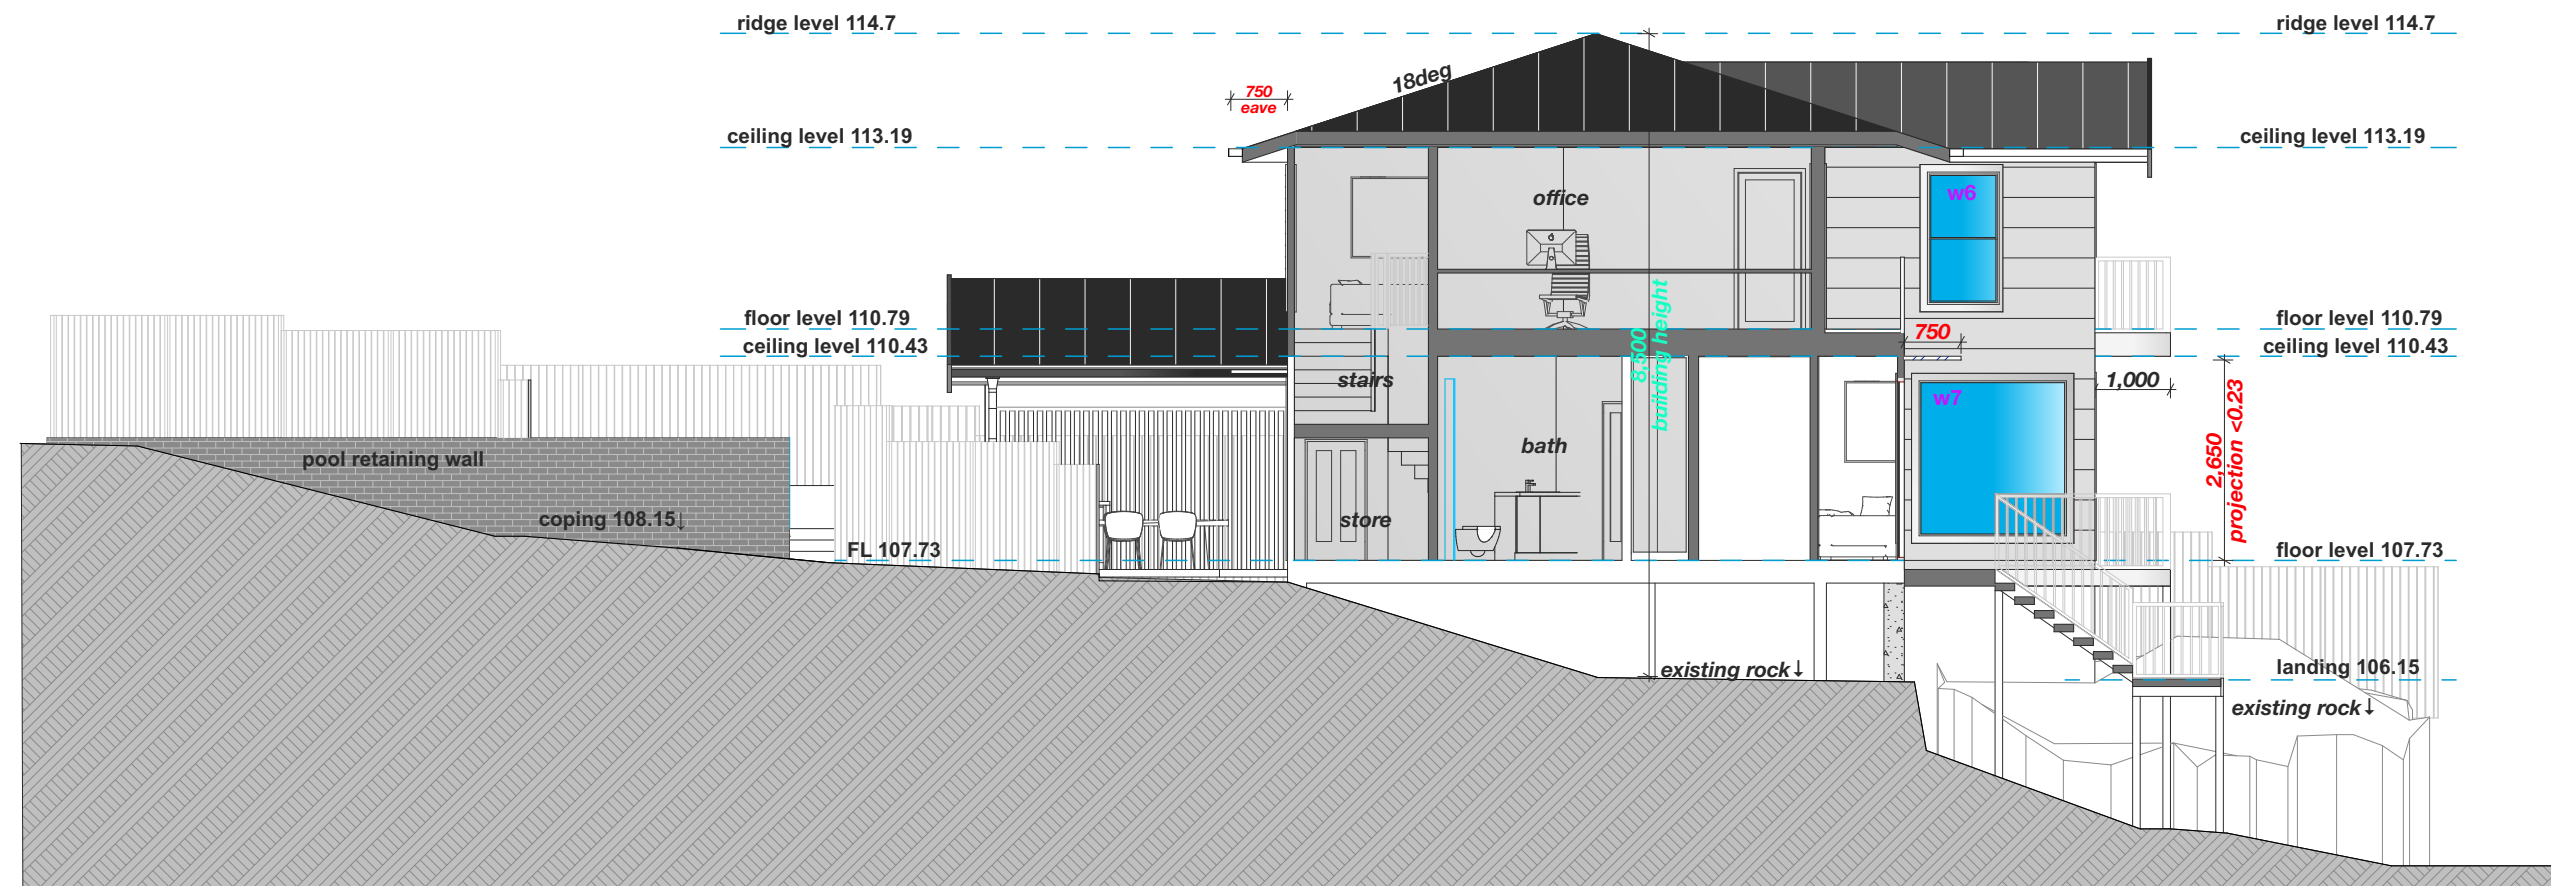 ridge level 114.7
ridge level 114.7
18deg
750
eave
ceiling level 113.19
ceiling level 113.19
office
w6
floor level 110.79
floor level 110.79
750
ceiling level 110.43
ceiling level 110.43
8,500
building height
stairs
1,000
w7
2,650
projection <0.23
bath
pool retaining wall
coping 108.15↓
store
FL 107.73
floor level 107.73
existing rock↓
landing 106.15
existing rock↓